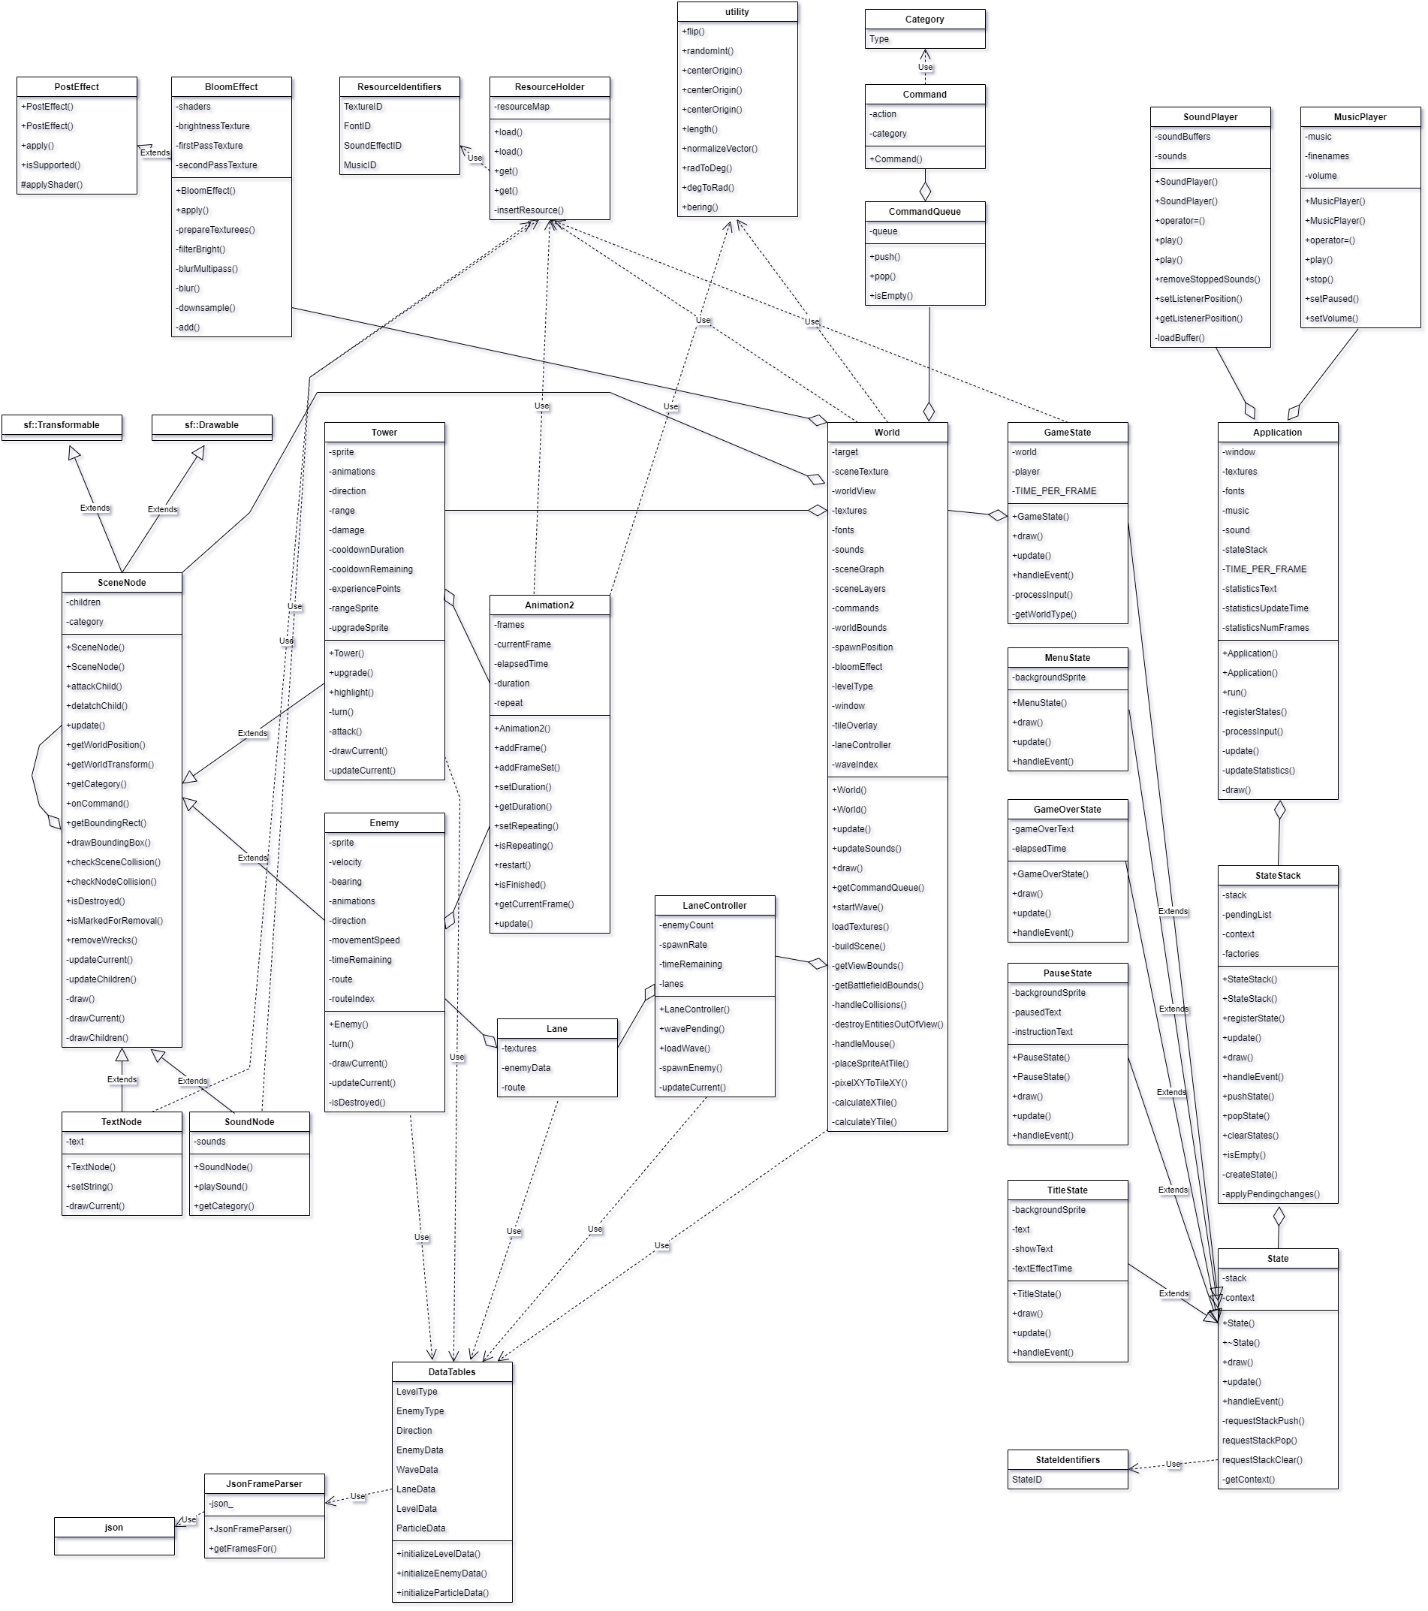 utility
+flip()
+randomInt()
+centerOrigin()
+centerOrigin()
+centerOrigin()
+length()
+normalizeVector()
+radToDeg()
+degToRad()
+bering()
Category
Type
Use
Command
-action
-category
+Command()
CommandQueue
-queue
+push()
+pop()
+isEmpty()
PostEffect
+PostEffect()
+PostEffect()
+apply()
+isSupported()
#applyShader()
Extends
BloomEffect
-shaders
-brightnessTexture
-firstPassTexture
-secondPassTexture
+BloomEffect()
+apply()
-prepareTexturees()
-filterBright()
-blurMultipass()
-blur()
-downsample()
-add()
ResourceIdentifiers
TextureID
FontID
SoundEffectID
MusicID
Use
ResourceHolder
-resourceMap
+load()
+load()
+get()
+get()
-insertResource()
SoundPlayer
-soundBuffers
-sounds
+SoundPlayer()
+SoundPlayer()
+operator=()
+play()
+play()
+removeStoppedSounds()
+setListenerPosition()
+getListenerPosition()
-loadBuffer()
MusicPlayer
-music
-finenames
-volume
+MusicPlayer()
+MusicPlayer()
+operator=()
+play()
+stop()
+setPaused()
+setVolume()
Use
Use
Use
Use
Use
Use
sf::Transformable
sf::Drawable
Extends
Extends
SceneNode
-children
-category
+SceneNode()
+SceneNode()
+attackChild()
+detatchChild()
+update()
+getWorldPosition()
+getWorldTransform()
+getCategory()
+onCommand()
+getBoundingRect()
+drawBoundingBox()
+checkSceneCollision()
+checkNodeCollision()
+isDestroyed()
+isMarkedForRemoval()
+removeWrecks()
-updateCurrent()
-updateChildren()
-draw()
-drawCurrent()
-drawChildren()
Extends
Extends
TextNode
-text
+TextNode()
+setString()
-drawCurrent()
SoundNode
-sounds
+SoundNode()
+playSound()
+getCategory()
Tower
-sprite
-animations
-direction
-range
-damage
-cooldownDuration
-cooldownRemaining
-experiencePoints
-rangeSprite
-upgradeSprite
+Tower()
+upgrade()
+highlight()
-turn()
-attack()
-drawCurrent()
-updateCurrent()
Extends
Extends
Enemy
-sprite
-velocity
-bearing
-animations
-direction
-movementSpeed
-timeRemaining
-route
-routeIndex
+Enemy()
-turn()
-drawCurrent()
-updateCurrent()
-isDestroyed()
Animation2
-frames
-currentFrame
-elapsedTime
-duration
-repeat
+Animation2()
+addFrame()
+addFrameSet()
+setDuration()
+getDuration()
+setRepeating()
+isRepeating()
+restart()
+isFinished()
+getCurrentFrame()
+update()
Lane
-textures
-enemyData
-route
LaneController
-enemyCount
-spawnRate
-timeRemaining
-lanes
+LaneController()
+wavePending()
+loadWave()
-spawnEnemy()
-updateCurrent()
World
-target
-sceneTexture
-worldView
-textures
-fonts
-sounds
-sceneGraph
-sceneLayers
-commands
-worldBounds
-spawnPosition
-bloomEffect
-levelType
-window
-tileOverlay
-laneController
-waveIndex
+World()
+World()
+update()
+updateSounds()
+draw()
+getCommandQueue()
+startWave()
loadTextures()
-buildScene()
-getViewBounds()
-getBattlefieldBounds()
-handleCollisions()
-destroyEntitiesOutOfView()
-handleMouse()
-placeSpriteAtTile()
-pixelXYToTileXY()
-calculateXTile()
-calculateYTile()
GameState
-world
-player
-TIME_PER_FRAME
+GameState()
+draw()
+update()
+handleEvent()
-processInput()
-getWorldType()
MenuState
-backgroundSprite
+MenuState()
+draw()
+update()
+handleEvent()
GameOverState
-gameOverText
-elapsedTime
+GameOverState()
+draw()
+update()
+handleEvent()
PauseState
-backgroundSprite
-pausedText
-instructionText
+PauseState()
+PauseState()
+draw()
+update()
+handleEvent()
TitleState
-backgroundSprite
-text
-showText
-textEffectTime
+TitleState()
+draw()
+update()
+handleEvent()
Extends
Extends
Extends
Extends
Extends
Application
-window
-textures
-fonts
-music
-sound
-stateStack
-TIME_PER_FRAME
-statisticsText
-statisticsUpdateTime
-statisticsNumFrames
+Application()
+Application()
+run()
-registerStates()
-processInput()
-update()
-updateStatistics()
-draw()
StateStack
-stack
-pendingList
-context
-factories
+StateStack()
+StateStack()
+registerState()
+update()
+draw()
+handleEvent()
+pushState()
+popState()
+clearStates()
+isEmpty()
-createState()
-applyPendingchanges()
State
-stack
-context
+State()
+~State()
+draw()
+update()
+handleEvent()
-requestStackPush()
requestStackPop()
requestStackClear()
-getContext()
StateIdentifiers
StateID
Use
Use
Use
Use
Use
Use
DataTables
LevelType
EnemyType
Direction
EnemyData
WaveData
LaneData
LevelData
ParticleData
+initializeLevelData()
+initializeEnemyData()
+initializeParticleData()
Use
JsonFrameParser
-json_
+JsonFrameParser()
+getFramesFor()
Use
json